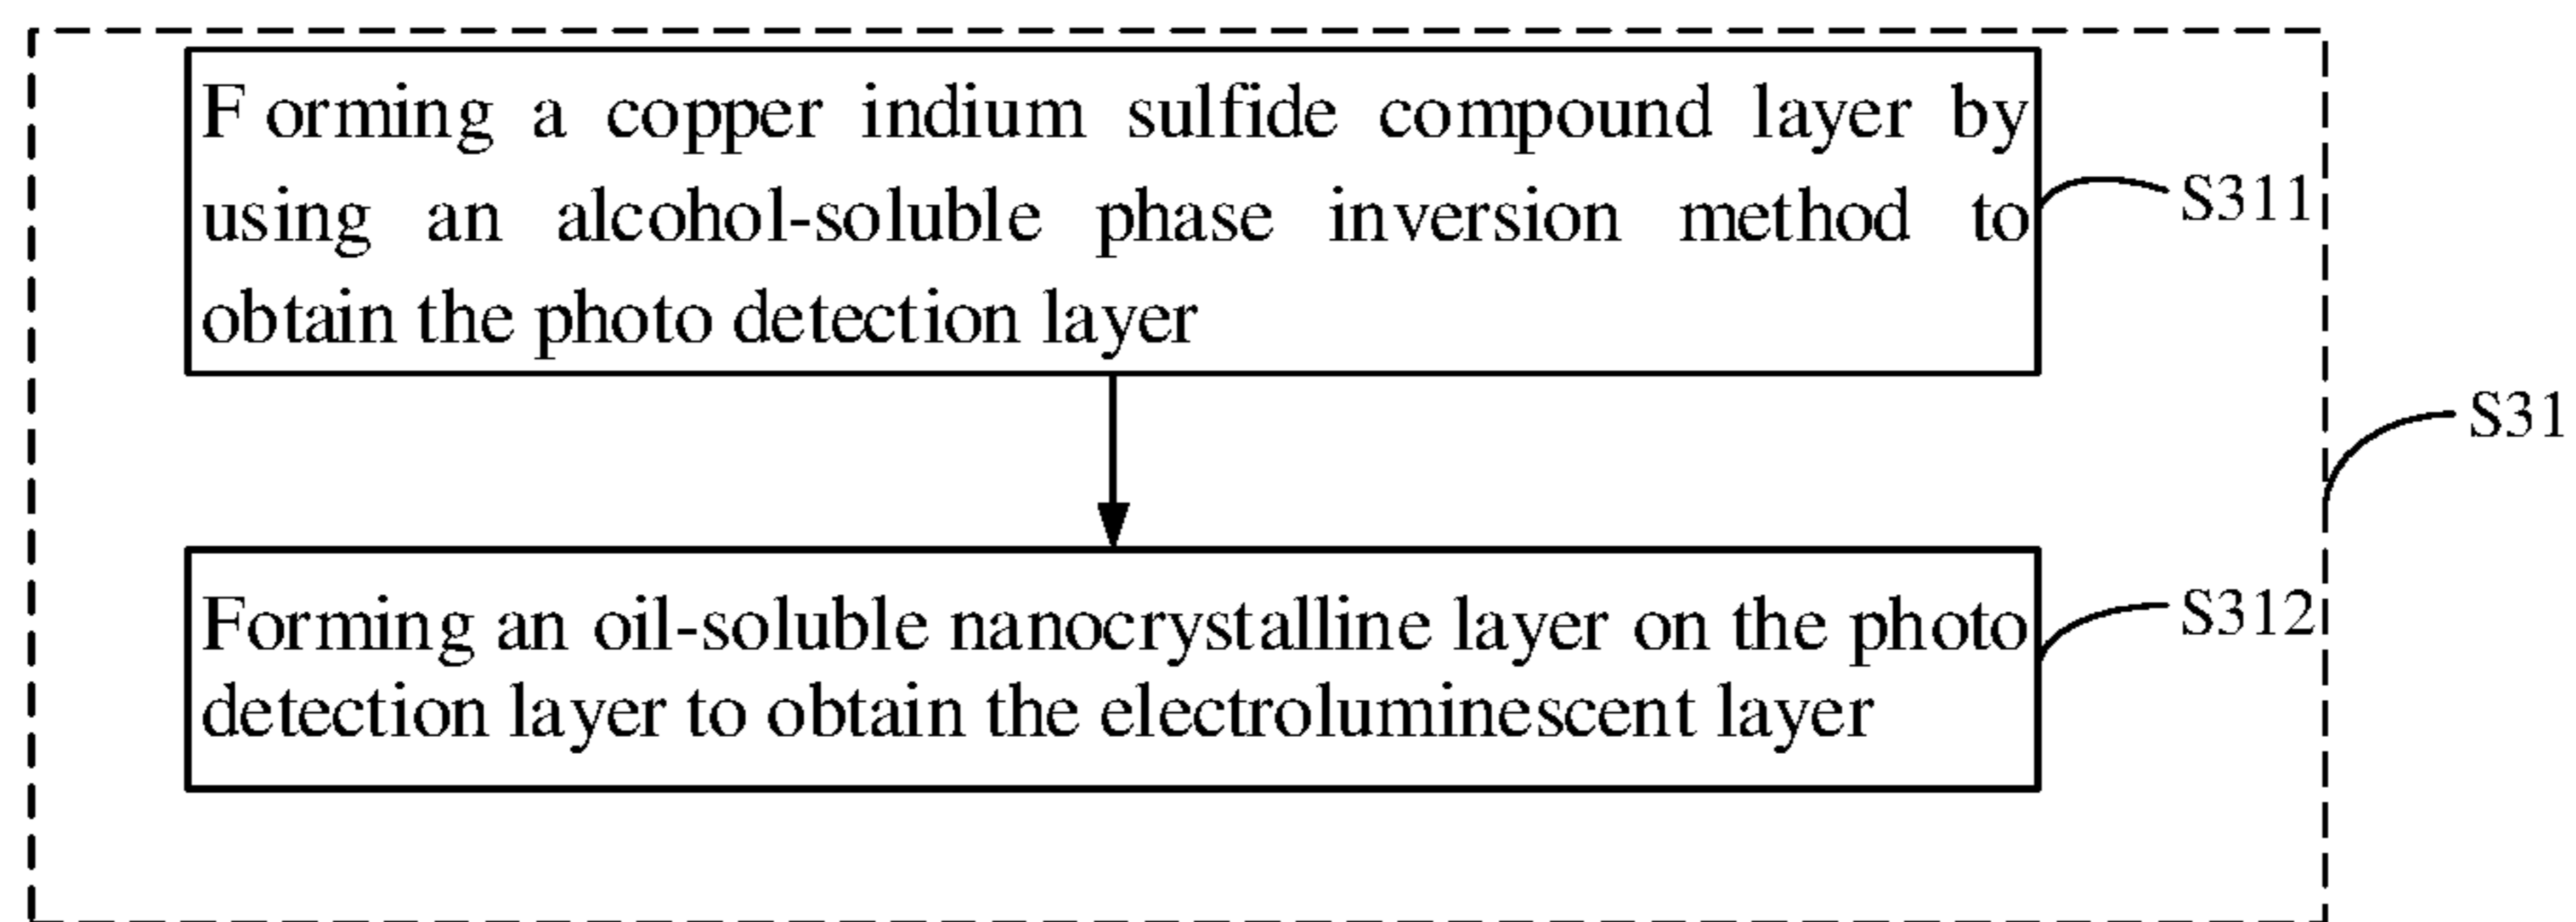 F orming a copper indium sulfide compound layer by
using an alcohol-soluble phase inversion method to
obtain the photo detection layer
S311
S31
Forming an oil-soluble nanocrystalline layer on the photo
detection layer to obtain the electroluminescent layer
S312